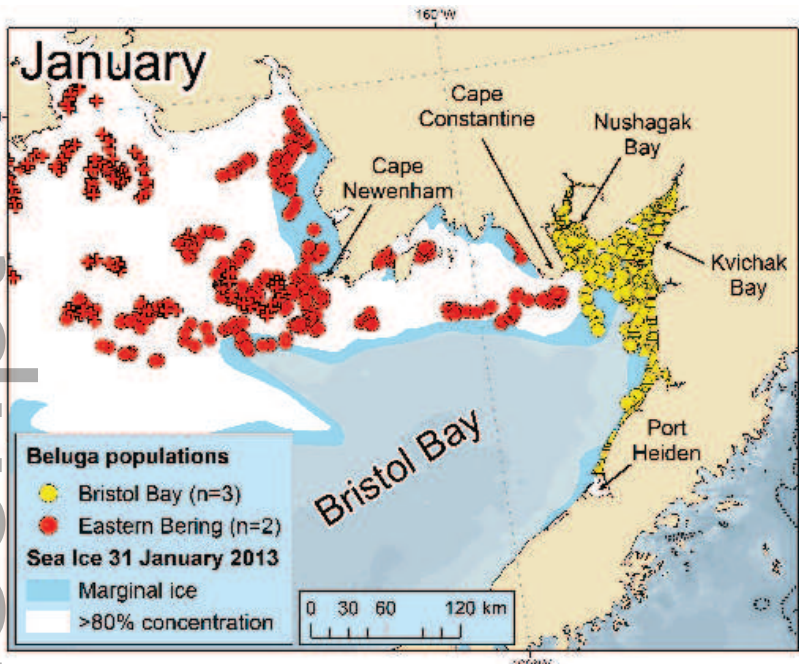 160°W
January
Cape
Constantine
Nushagak
Bay
Cape
Newenham
Kvichak
Bay
Bristol Bay
Port
Heiden
Beluga populations
Bristol Bay (n=3)
Eastern Bering (n=2)
Sea Ice 31 January 2013
Marginal ice
>80% concentration
0 30 60 120 km